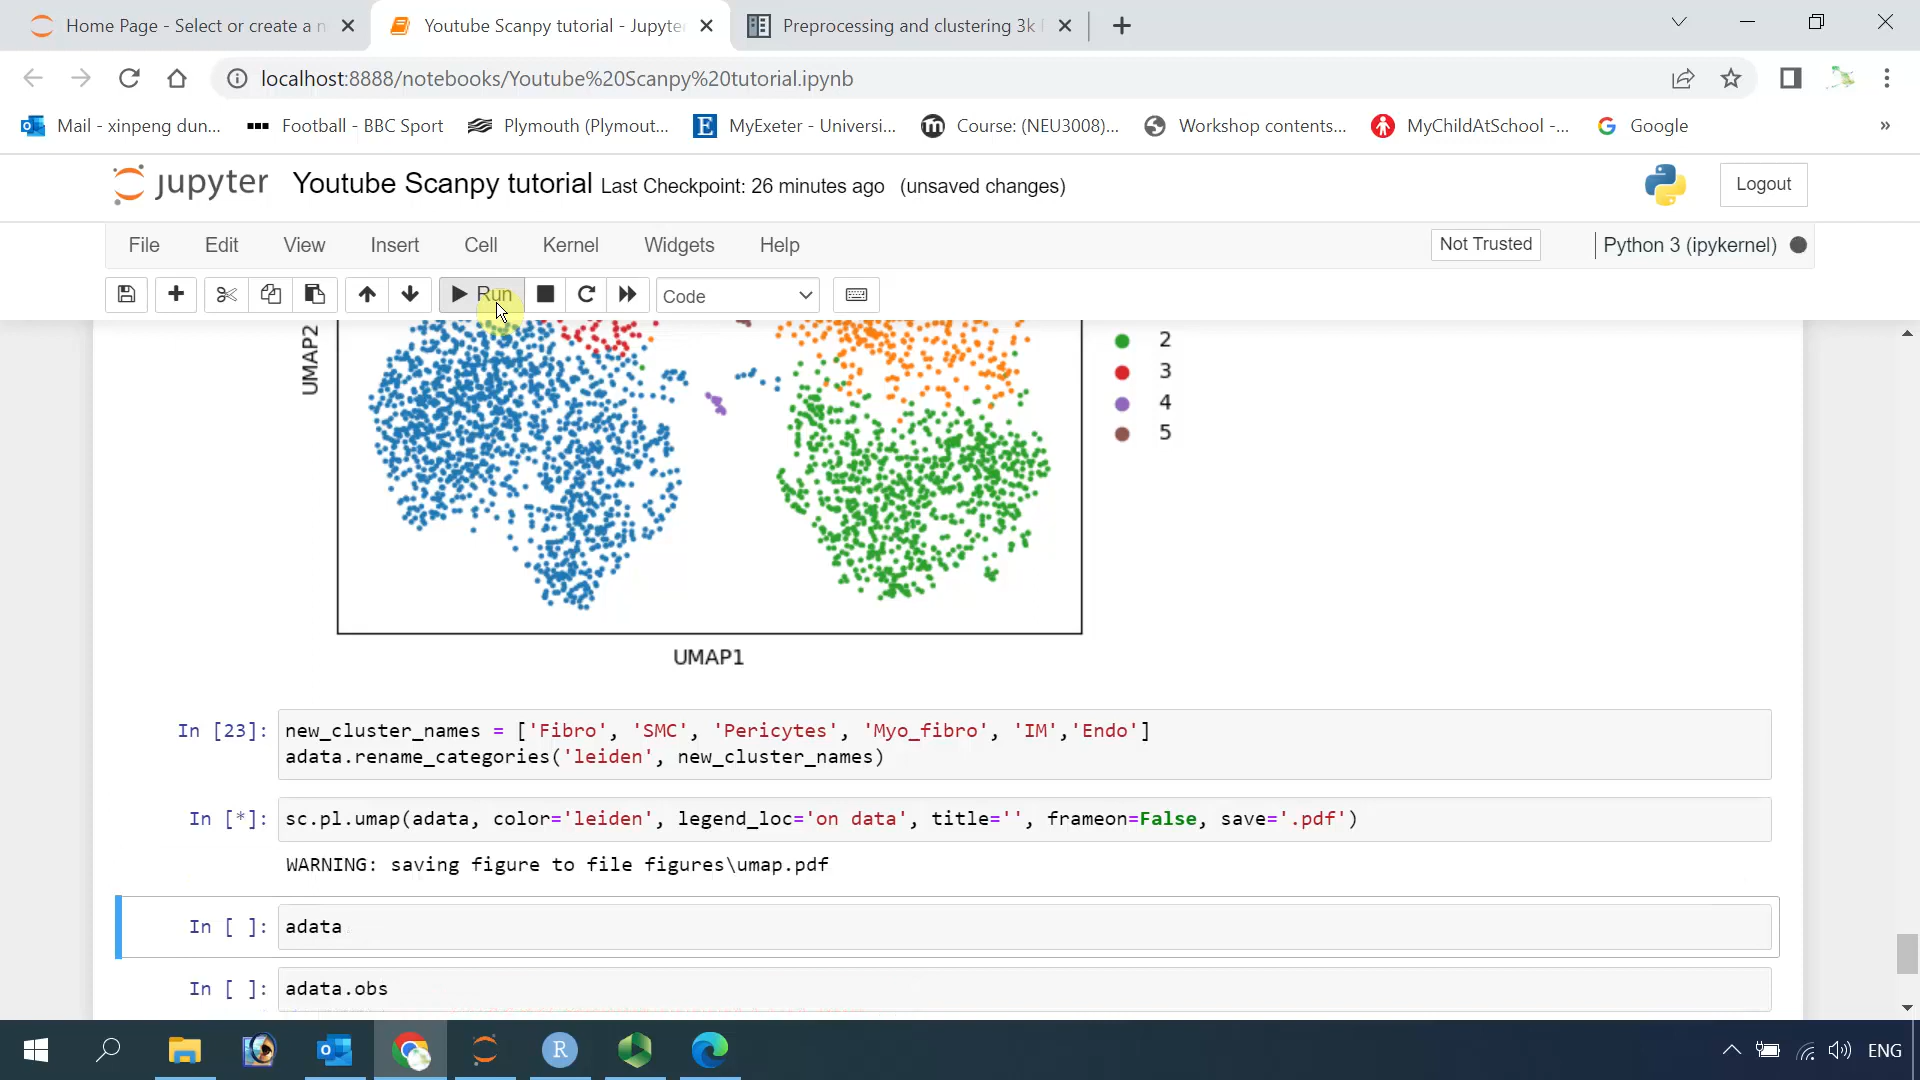 Home Page - Select or create a n
Youtube Scanpy tutorial - Jupyte
Preprocessing and clustering 3k
localhost:8888/notebooks/Youtube%20Scanpy%20tutorial.ipynb
Mail - xinpeng dun...
Football - BBC Sport
Plymouth (Plymout...
E
MyExeter - Universi...
Course: (NEU3008)...
Workshop contents...
MyChildAtSchool -...
Google
»
jupyter
Youtube Scanpy tutorial Last Checkpoint: 26 minutes ago (unsaved changes)
Logout
File
Edit
View
Insert
Cell
Kernel
Widgets
Help
Not Trusted
Python 3 (ipykernel)
Run
Code
UMAP2
2
3
4
5
UMAP1
In [23]:
new_cluster_names = ['Fibro', 'SMC', 'Pericytes', 'Myo_fibro', 'IM','Endo']
adata.rename_categories('leiden', new_cluster_names)
In [*]:
sc.pl.umap(adata, color='leiden', legend_loc='on data', title='', frameon=False, save='.pdf')
WARNING: saving figure to file figures\umap.pdf
In [ ]:
adata
In [ ]:
adata.obs
R
ENG